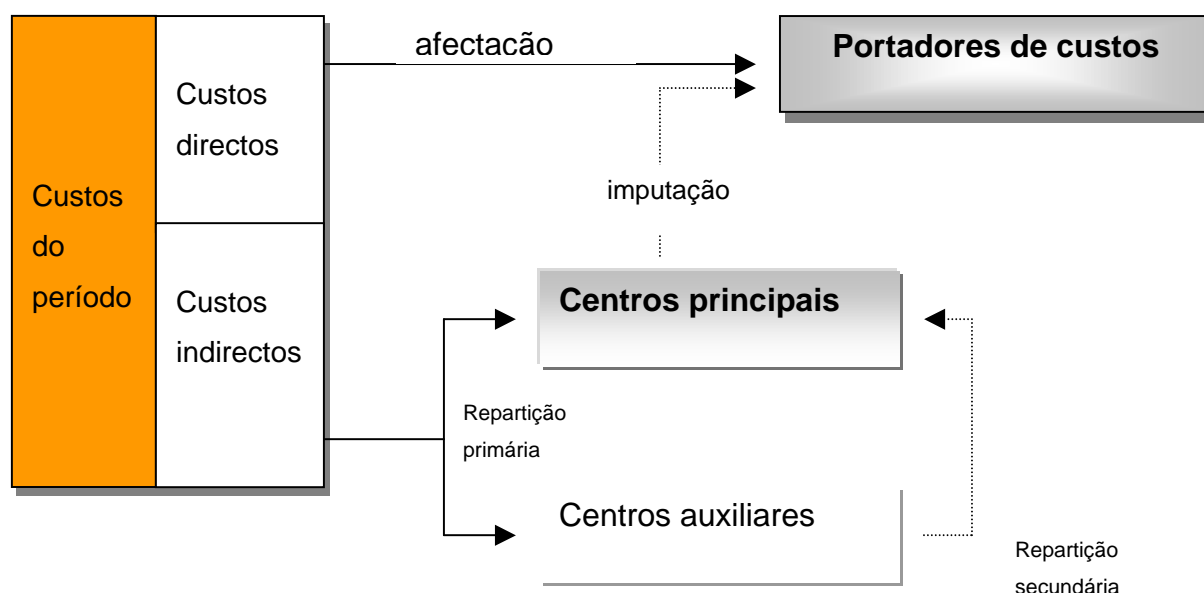 afectacão
Portadores de custos
Custos
directos
Custos
do
período
imputação
Custos
indirectos
Centros principais
Repartição
primária
Centros auxiliares
Repartição
secundária